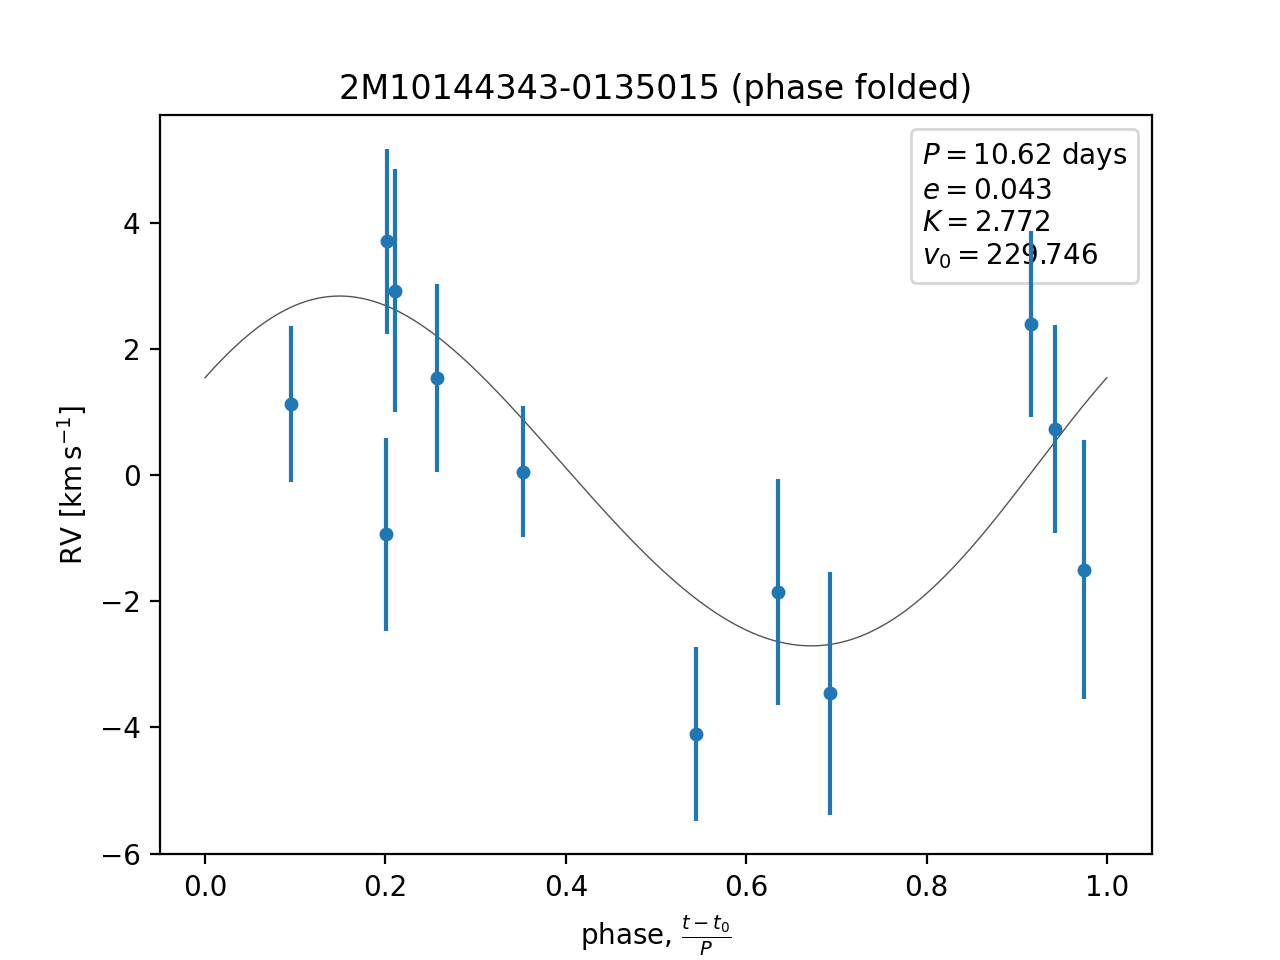 2M10144343-0135015 (phase folded)
P = 10.62 days
e = 0.043
K = 2.772
v₀ = 229.746
RV [km s⁻¹]
4
2
0
−2
−4
−6
0.0 0.2 0.4 0.6 0.8 1.0
phase, (t − t₀)/P